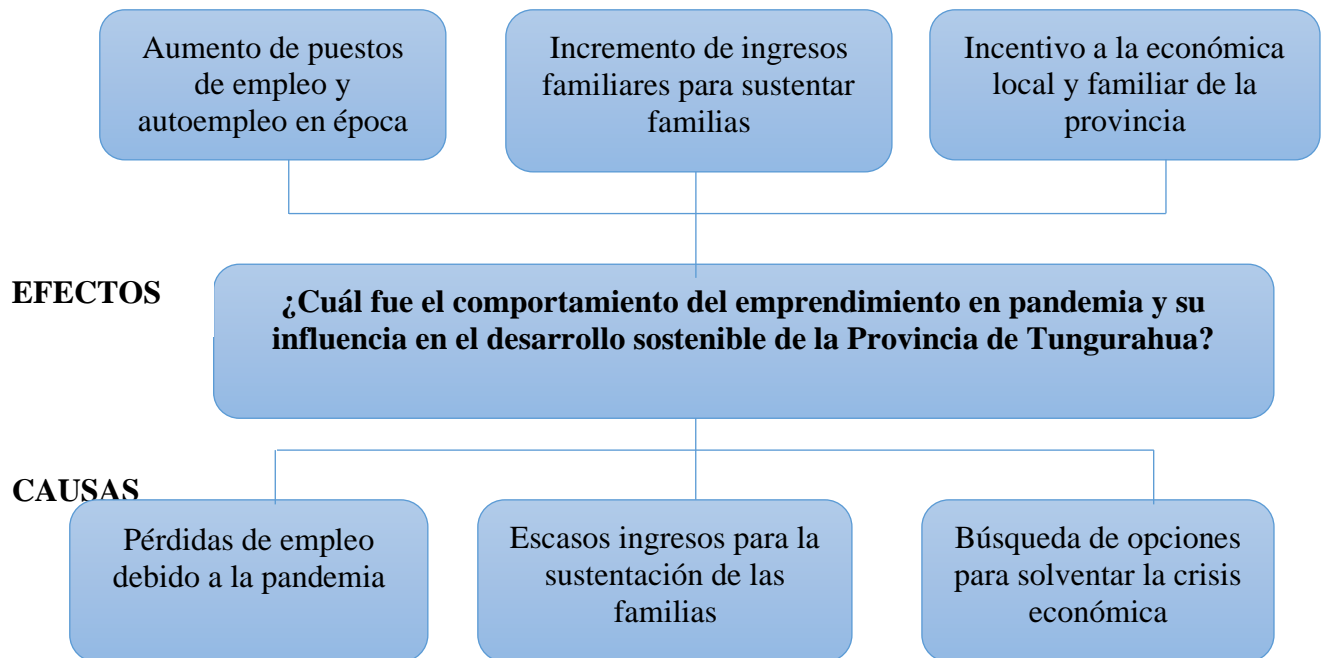 Aumento de puestos
de empleo y
autoempleo en época
Incremento de ingresos
familiares para sustentar
familias
Incentivo a la económica
local y familiar de la
provincia
EFECTOS
¿Cuál fue el comportamiento del emprendimiento en pandemia y su
influencia en el desarrollo sostenible de la Provincia de Tungurahua?
CAUSAS
Pérdidas de empleo
debido a la pandemia
Escasos ingresos para la
sustentación de las
familias
Búsqueda de opciones
para solventar la crisis
económica